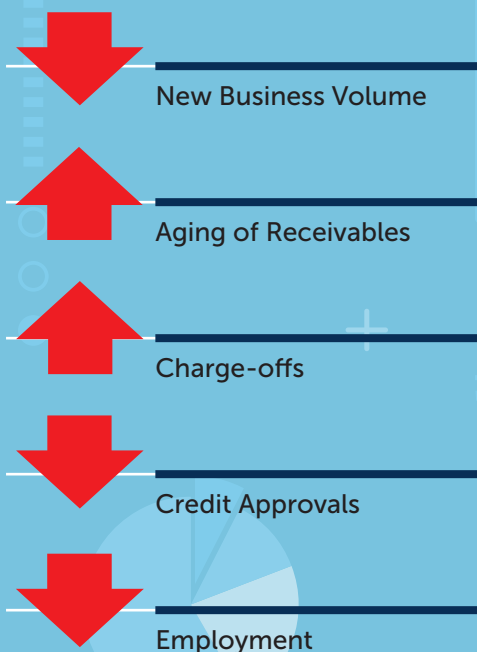 New Business Volume
Aging of Receivables
Charge-offs
Credit Approvals
Employment